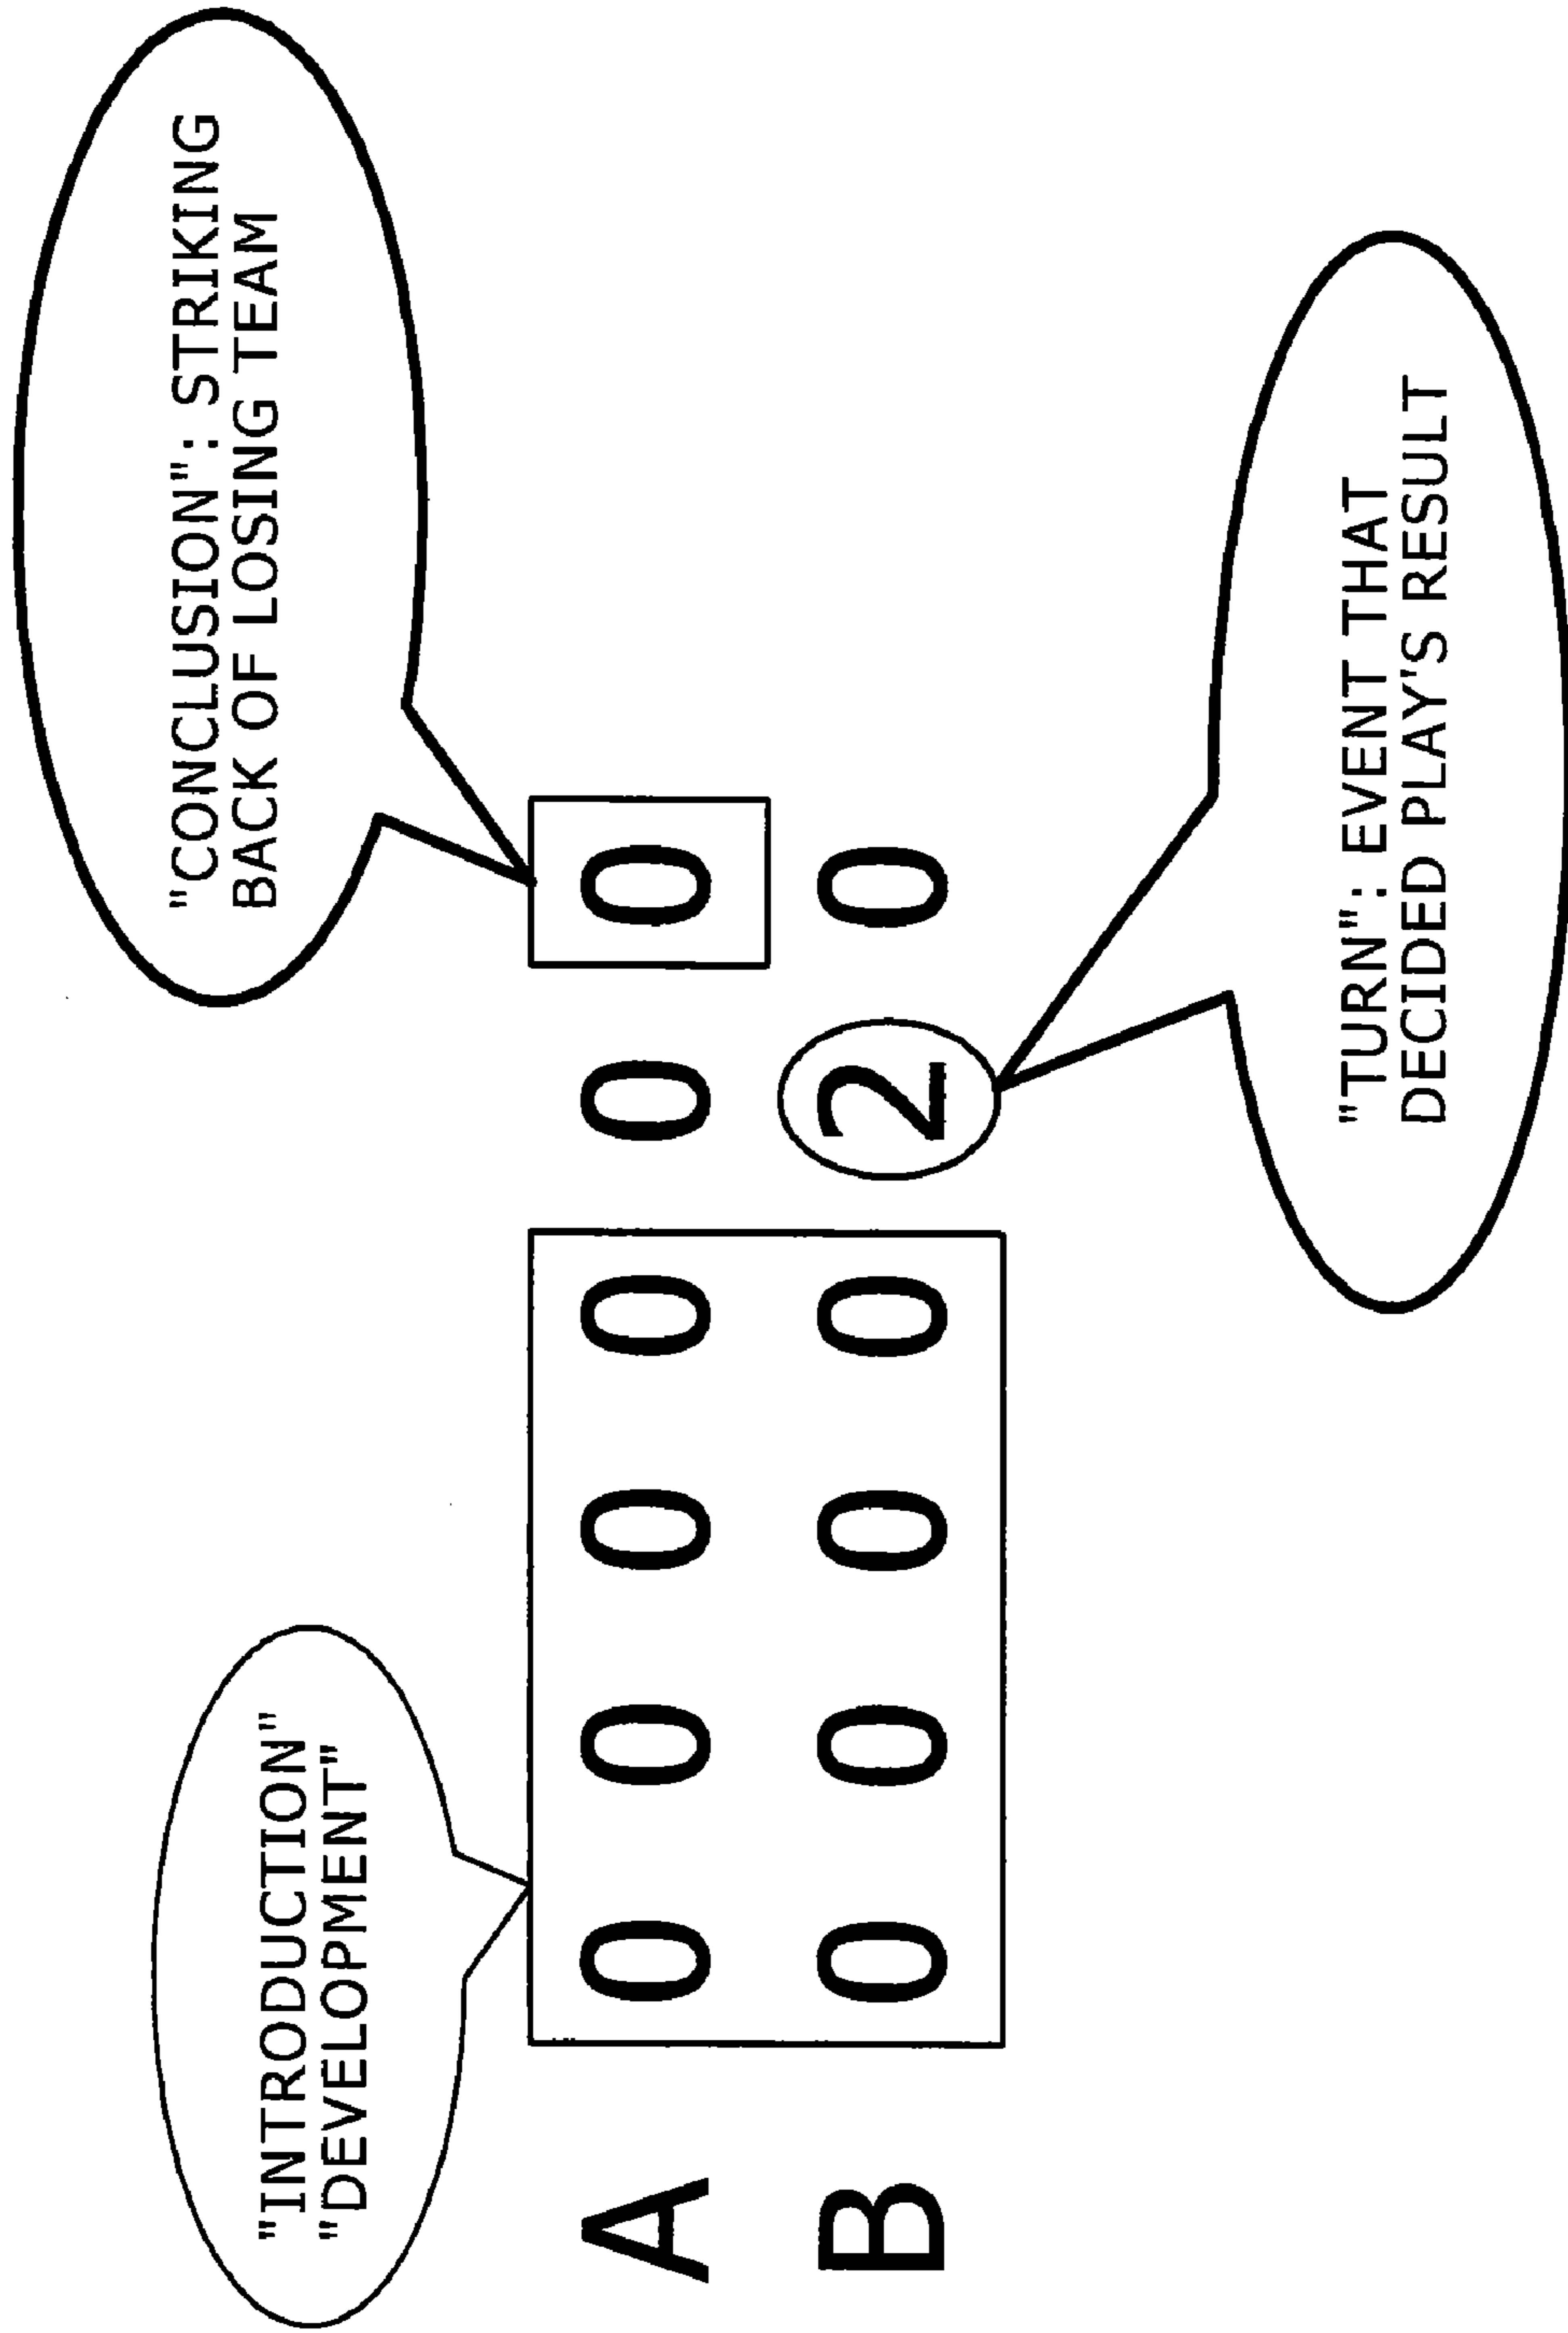 "CONCLUSION": STRIKING
BACK OF LOSING TEAM
"INTRODUCTION"
"DEVELOPMENT"
A 0 0 0 0 0 0
B 0 0 0 0 2 0
"TURN": EVENT THAT
DECIDED PLAY'S RESULT